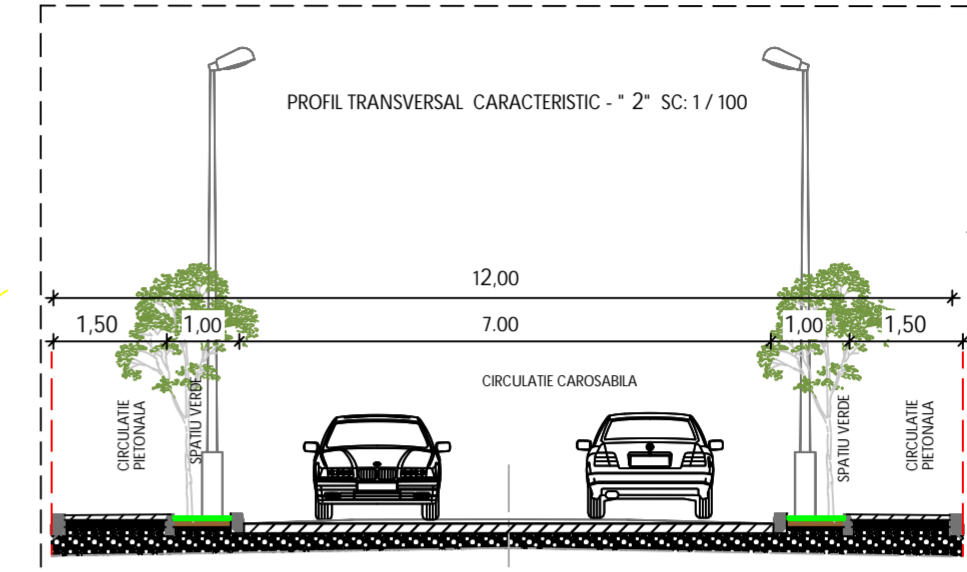 PROFIL TRANSVERSAL CARACTERISTIC - " 2" SC: 1 / 100
12,00
1,50 1,00 7.00 1,00 1,50
CIRCULATIE CAROSABILA
CIRCULATIE
PIETONALA
SPATIU VERDE
SPATIU VERDE
CIRCULATIE
PIETONALA